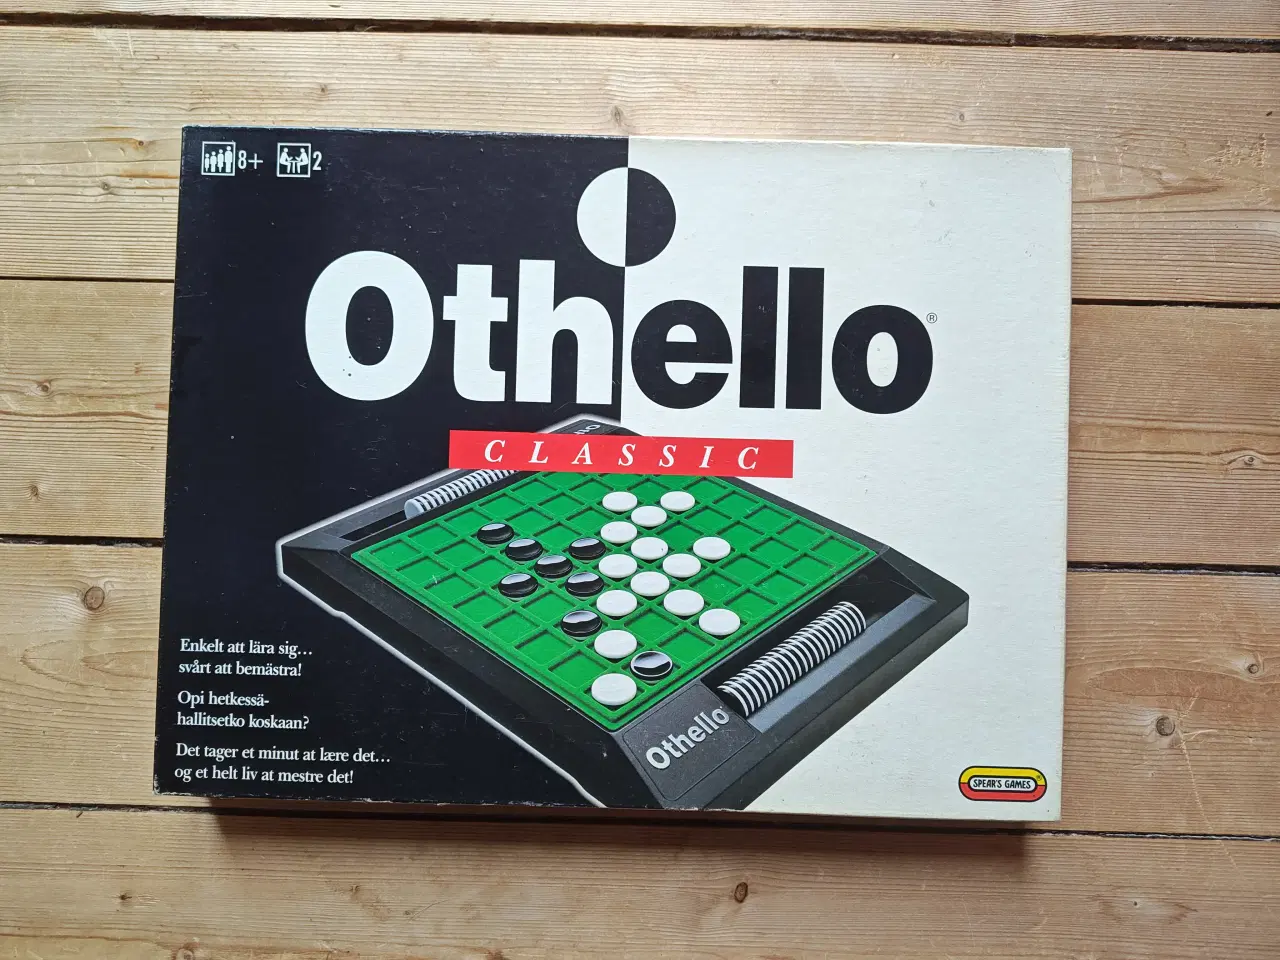 8+ 2
Othello®
CLASSIC
Othello
Enkelt att lära sig...
svårt att bemästra!
Opi hetkessä-
hallitsetko koskaan?
Det tager et minut at lære det...
og et helt liv at mestre det!
SPEAR'S GAMES®